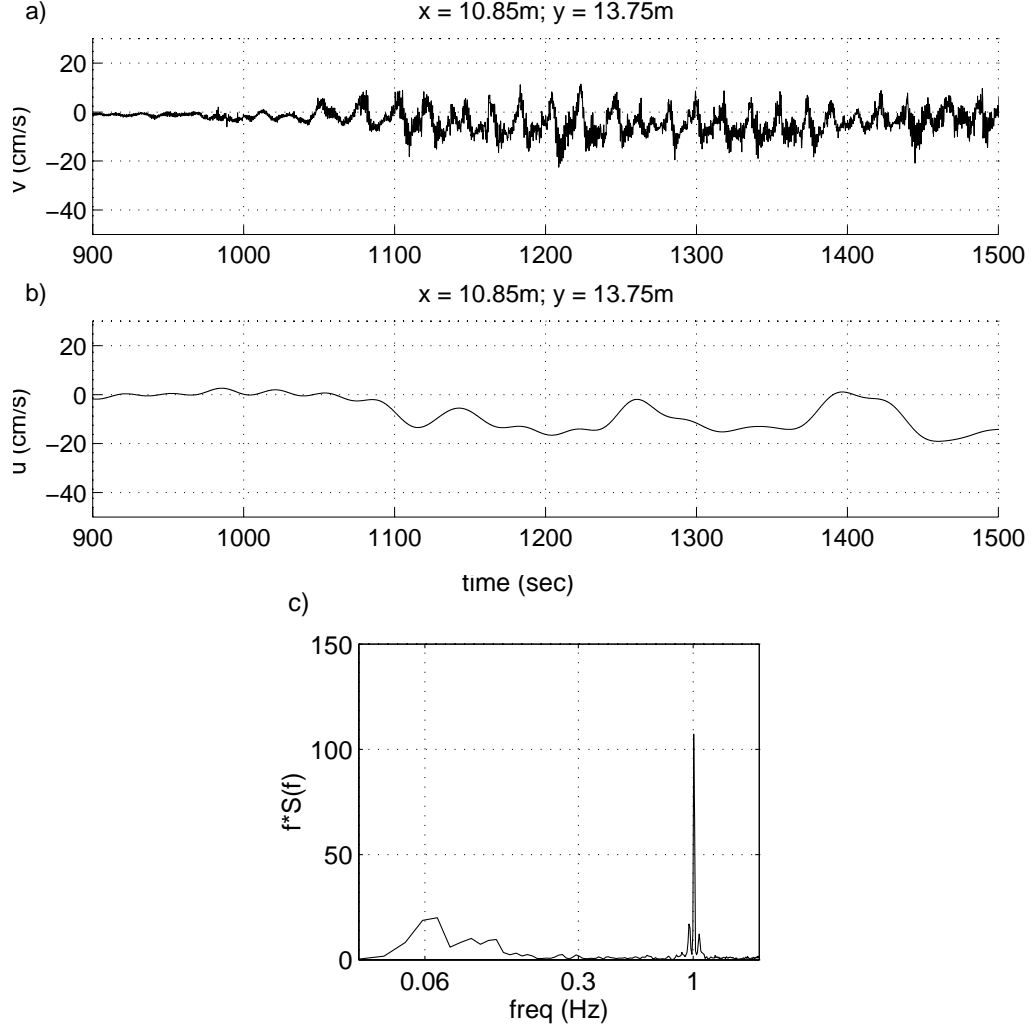 a)
x = 10.85m; y = 13.75m
v (cm/s)
20
0
−20
−40
900 1000 1100 1200 1300 1400 1500
b)
x = 10.85m; y = 13.75m
u (cm/s)
20
0
−20
−40
900 1000 1100 1200 1300 1400 1500
time (sec)
c)
f*S(f)
150
100
50
0
0.06 0.3 1
freq (Hz)